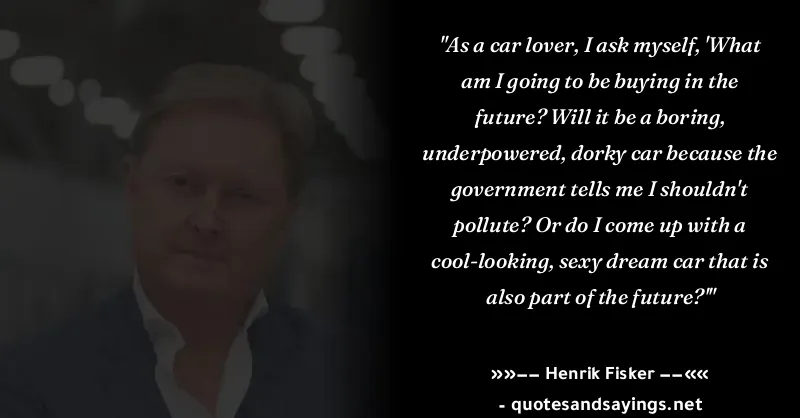 "As a car lover, I ask myself, 'What
am I going to be buying in the
future? Will it be a boring,
underpowered, dorky car because the
government tells me I shouldn't
pollute? Or do I come up with a
cool-looking, sexy dream car that is
also part of the future?'"
»»−− Henrik Fisker −−««
- quotesandsayings.net